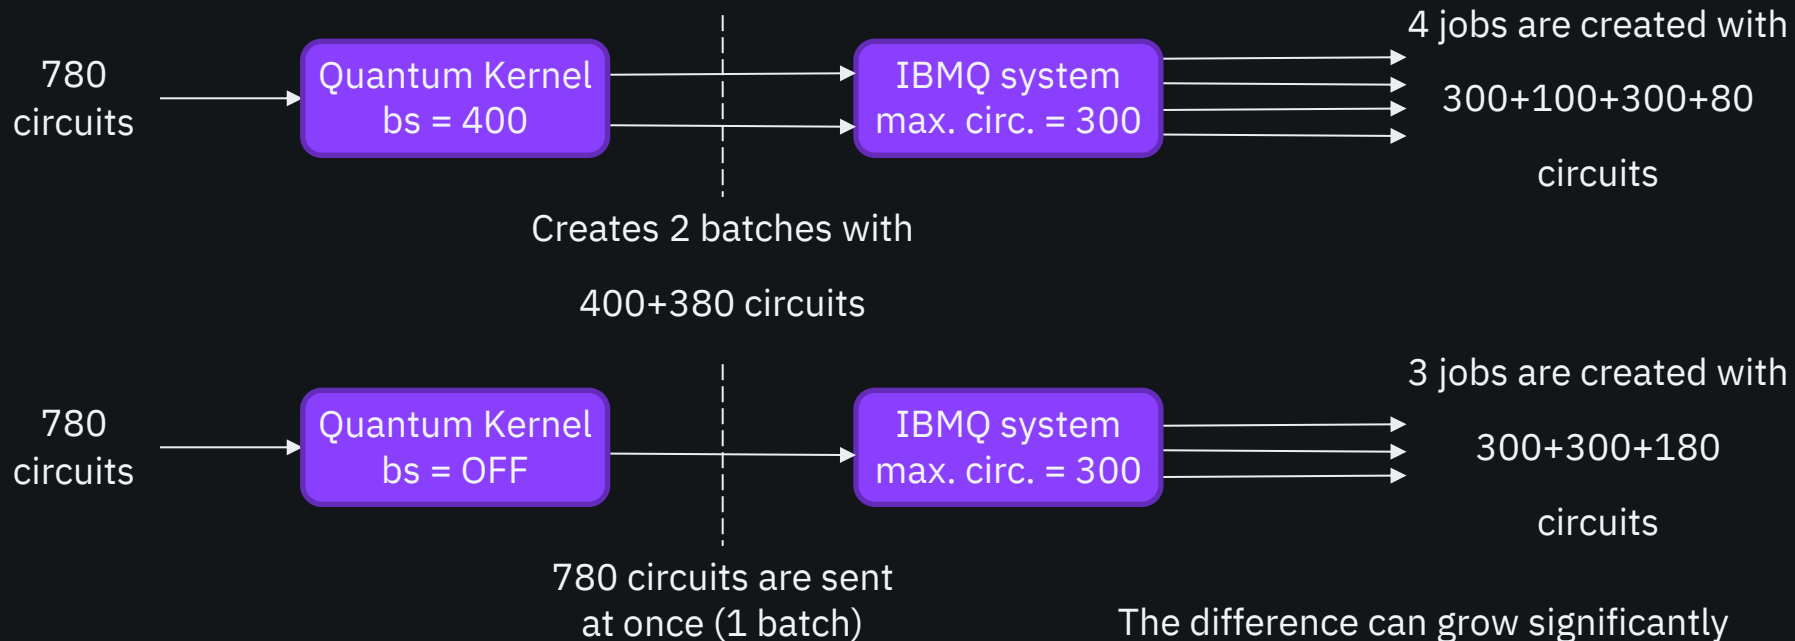 780
circuits
Quantum Kernel
bs = 400
IBMQ system
max. circ. = 300
4 jobs are created with
300+100+300+80
circuits
Creates 2 batches with
400+380 circuits
780
circuits
Quantum Kernel
bs = OFF
IBMQ system
max. circ. = 300
3 jobs are created with
300+300+180
circuits
780 circuits are sent
at once (1 batch)
The difference can grow significantly